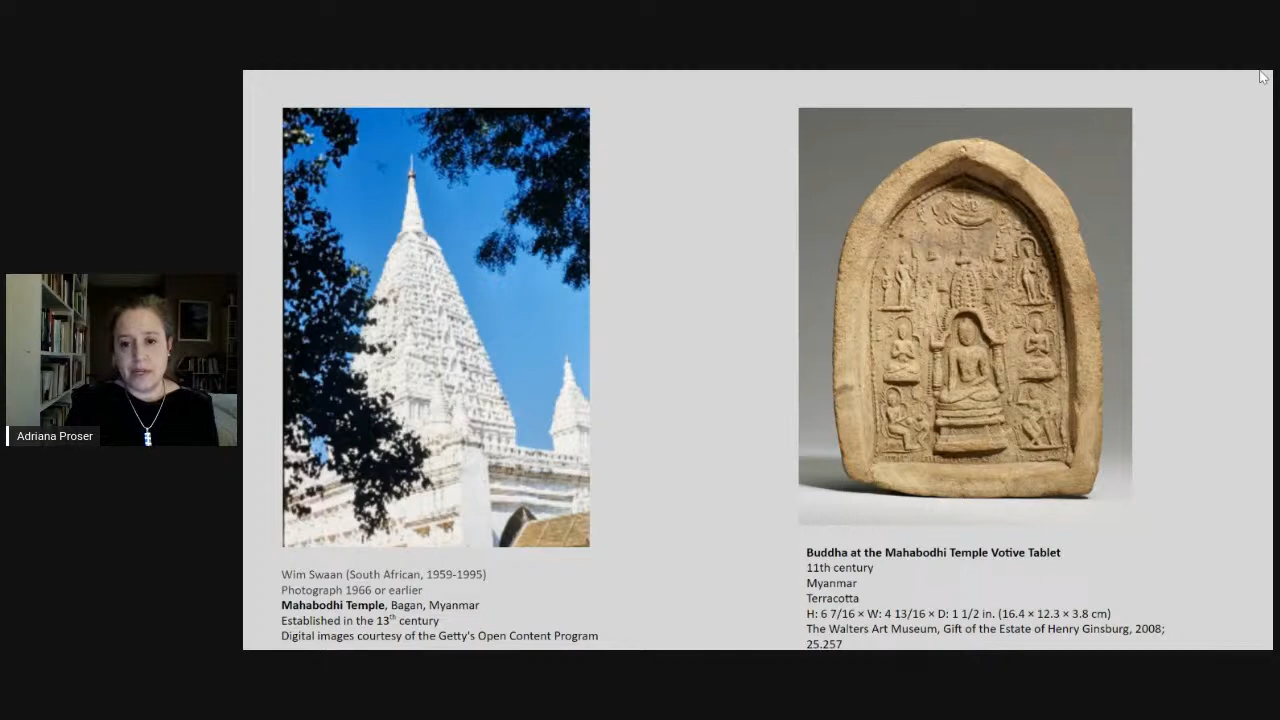 Adriana Proser
Wim Swaan (South African, 1959-1995)
Photograph 1966 or earlier
Mahabodhi Temple, Bagan, Myanmar
Established in the 13th century
Digital images courtesy of the Getty's Open Content Program
Buddha at the Mahabodhi Temple Votive Tablet
11th century
Myanmar
Terracotta
H: 6 7/16 × W: 4 13/16 × D: 1 1/2 in. (16.4 × 12.3 × 3.8 cm)
The Walters Art Museum, Gift of the Estate of Henry Ginsburg, 2008;
25.257